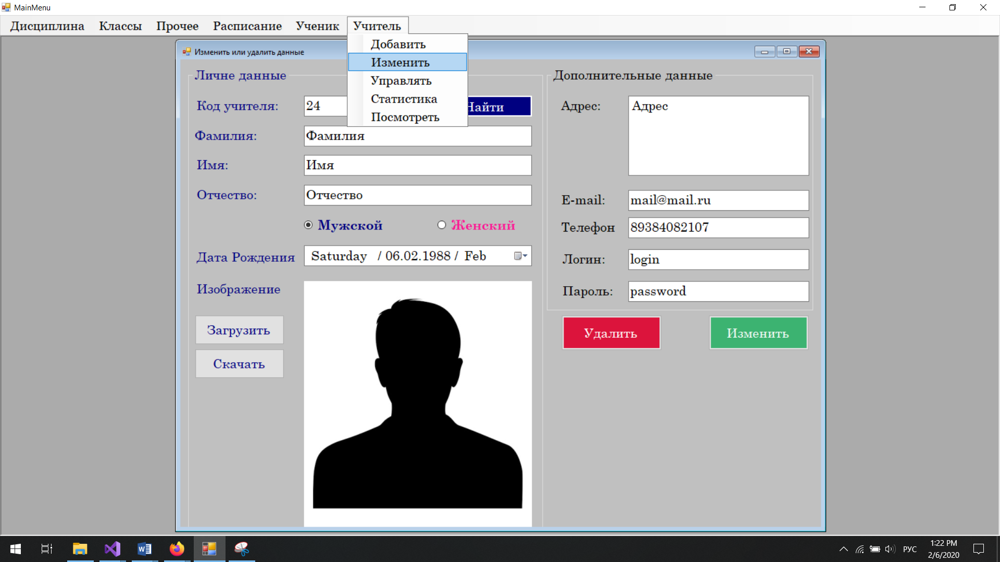 MainMenu
Дисциплина Классы Прочее Расписание Ученик Учитель
Добавить
Изменить
Управлять
Статистика
Посмотреть
Изменить или удалить данные
Личне данные
Код учителя: 24 Найти
Фамилия: Фамилия
Имя: Имя
Отчество: Отчество
Мужской Женский
Дата Рождения Saturday / 06.02.1988 / Feb
Изображение
Загрузить
Скачать
Дополнительные данные
Адрес: Адрес
E-mail: mail@mail.ru
Телефон 89384082107
Логин: login
Пароль: password
Удалить Изменить
РУС
1:22 PM
2/6/2020